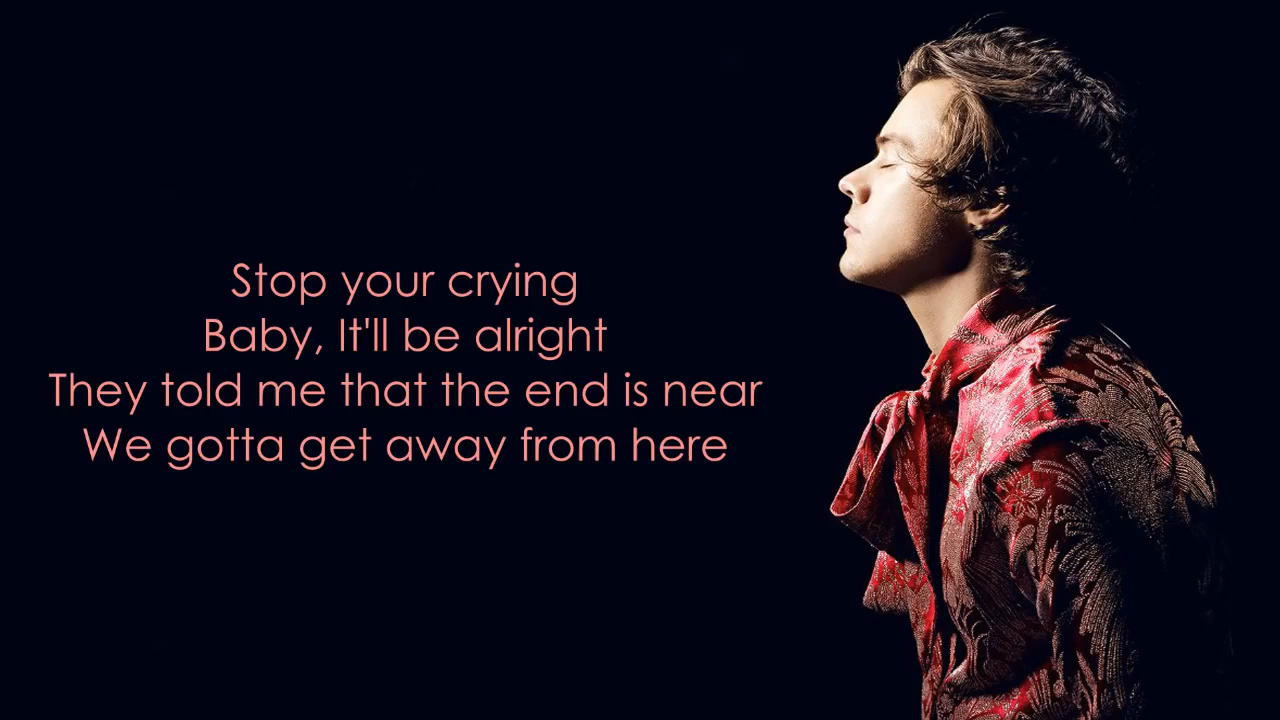 Stop your crying
Baby, It'll be alright
They told me that the end is near
We gotta get away from here